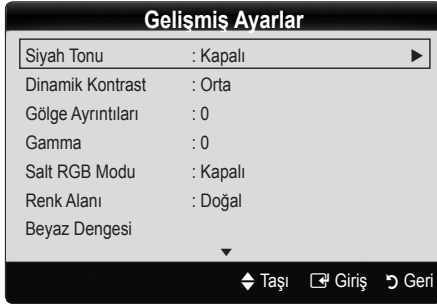 Gelişmiş Ayarlar
Siyah Tonu : Kapalı ►
Dinamik Kontrast : Orta
Gölge Ayrıntıları : 0
Gamma : 0
Salt RGB Modu : Kapalı
Renk Alanı : Doğal
Beyaz Dengesi
▼
Taşı Giriş Geri